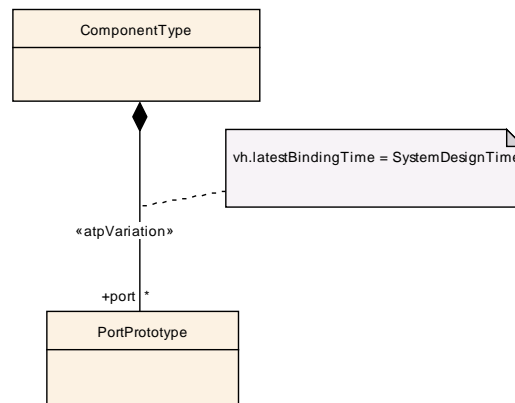 ComponentType
vh.latestBindingTime = SystemDesignTime
«atpVariation»
+port *
PortPrototype